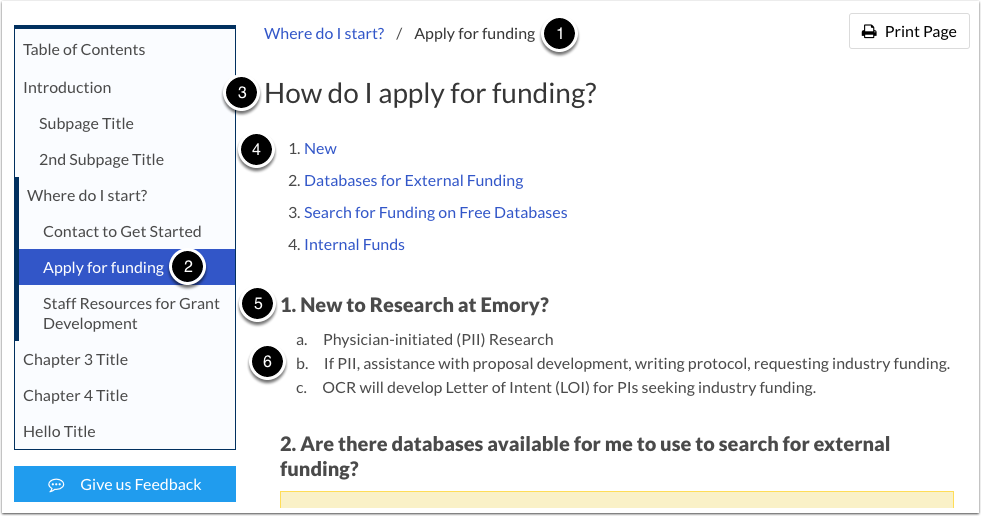 Table of Contents
Introduction
Subpage Title
2nd Subpage Title
Where do I start?
Contact to Get Started
Apply for funding 2
Staff Resources for Grant
Development
Chapter 3 Title
Chapter 4 Title
Hello Title
Give us Feedback
Where do I start? / Apply for funding 1
Print Page
3 How do I apply for funding?
4 1. New
2. Databases for External Funding
3. Search for Funding on Free Databases
4. Internal Funds
5 1. New to Research at Emory?
a. Physician-initiated (PII) Research
6 b. If PII, assistance with proposal development, writing protocol, requesting industry funding.
c. OCR will develop Letter of Intent (LOI) for PIs seeking industry funding.
2. Are there databases available for me to use to search for external
funding?